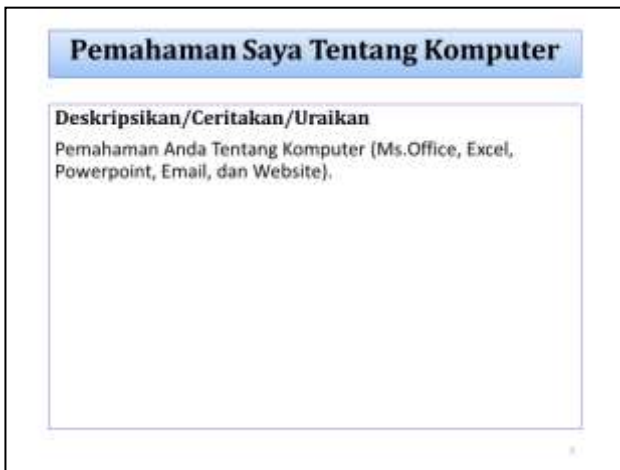 Pemahaman Saya Tentang Komputer
Deskripsikan/Ceritakan/Uraikan
Pemahaman Anda Tentang Komputer (Ms.Office, Excel,
Powerpoint, Email, dan Website).